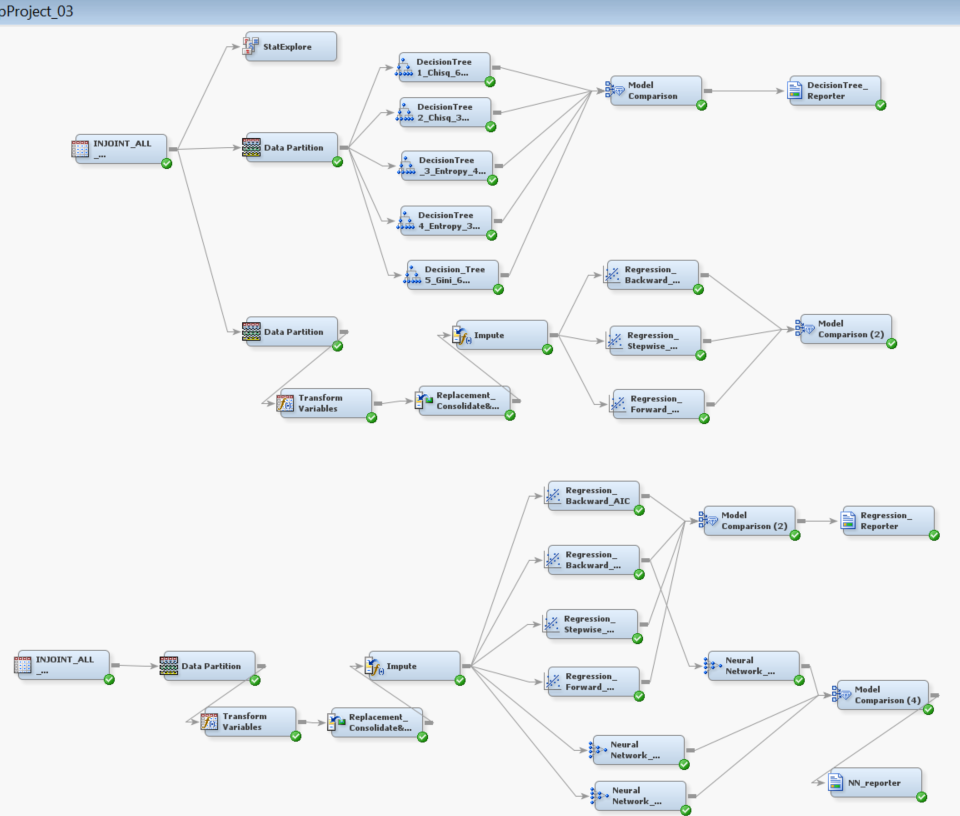 pProject_03
StatExplore
DecisionTree
1_Chisq_6...
Model
Comparison
DecisionTree_
Reporter
DecisionTree
2_Chisq_3...
INJOINT_ALL
_...
Data Partition
DecisionTree
_3_Entropy_4...
DecisionTree
4_Entropy_3...
Decision_Tree
5_Gini_6...
Regression_
Backward_...
Data Partition
Impute
Regression_
Stepwise_...
Model
Comparison (2)
Transform
Variables
Replacement_
Consolidate&...
Regression_
Forward_...
Regression_
Backward_AIC
Model
Comparison (2)
Regression_
Reporter
Regression_
Backward_...
Regression_
Stepwise_...
INJOINT_ALL
_...
Data Partition
Impute
Regression_
Forward_...
Neural
Network_...
Model
Comparison (4)
Transform
Variables
Replacement_
Consolidate&...
Neural
Network_...
NN_reporter
Neural
Network_...